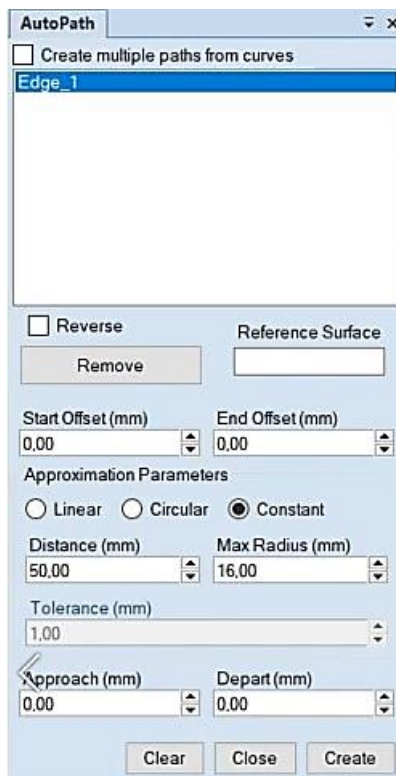 AutoPath
Create multiple paths from curves
Edge_1
Reverse
Reference Surface
Remove
Start Offset (mm) End Offset (mm)
0,00 0,00
Approximation Parameters
Linear Circular Constant
Distance (mm) Max Radius (mm)
50,00 16,00
Tolerance (mm)
1,00
Approach (mm) Depart (mm)
0,00 0,00
Clear Close Create